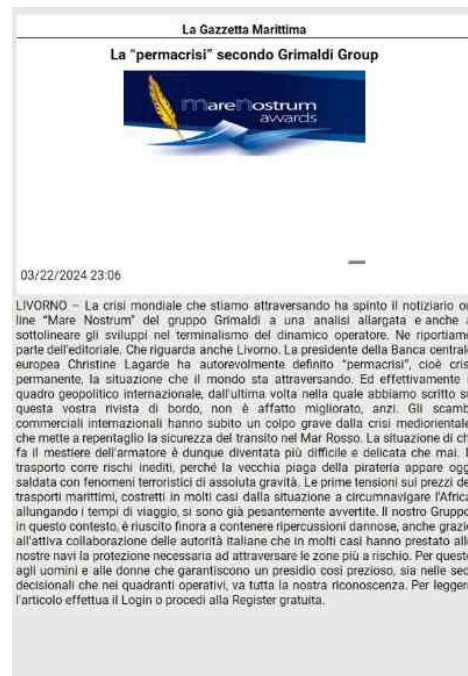 La Gazzetta Marittima
La “permacrisi” secondo Grimaldi Group
mare nostrum
awards
03/22/2024 23:06
LIVORNO – La crisi mondiale che stiamo attraversando ha spinto il notiziario o
line “Mare Nostrum” del gruppo Grimaldi a una analisi allargata e anche a
sottolineare gli sviluppi nel terminalismo del dinamico operatore. Ne riportiamo
parte dell'editoriale. Che riguarda anche Livorno. La presidente della Banca centrale
europea Christine Lagarde ha autorevolmente definito “permacrisi”, cioè crisi
permanente, la situazione che il mondo sta attraversando. Ed effettivamente i
quadro geopolitico internazionale, dall'ultima volta nella quale abbiamo scritto su
questa vostra rivista di bordo, non è affatto migliorato, anzi. Gli scambi
commerciali internazionali hanno subito un colpo grave dalla crisi mediorientale
che mette a repentaglio la sicurezza del transito nel Mar Rosso. La situazione di ch
fa il mestiere dell'armatore è dunque diventata più difficile e delicata che mai. I
trasporto corre rischi inediti, perché la vecchia piaga della pirateria appare ogg
saldata con fenomeni terroristici di assoluta gravità. Le prime tensioni sui prezzi de
trasporti marittimi, costretti in molti casi dalla situazione a circumnavigare l'Africa
allungando i tempi di viaggio, si sono già pesantemente avvertite. Il nostro Gruppo
in questo contesto, è riuscito finora a contenere ripercussioni dannose, anche grazie
all'attiva collaborazione delle autorità italiane che in molti casi hanno prestato alle
nostre navi la protezione necessaria ad attraversare le zone più a rischio. Per questo
agli uomini e alle donne che garantiscono un presidio così prezioso, sia nelle sed
decisionali che nei quadranti operativi, va tutta la nostra riconoscenza. Per leggere
l'articolo effettua il Login o procedi alla Register gratuita.